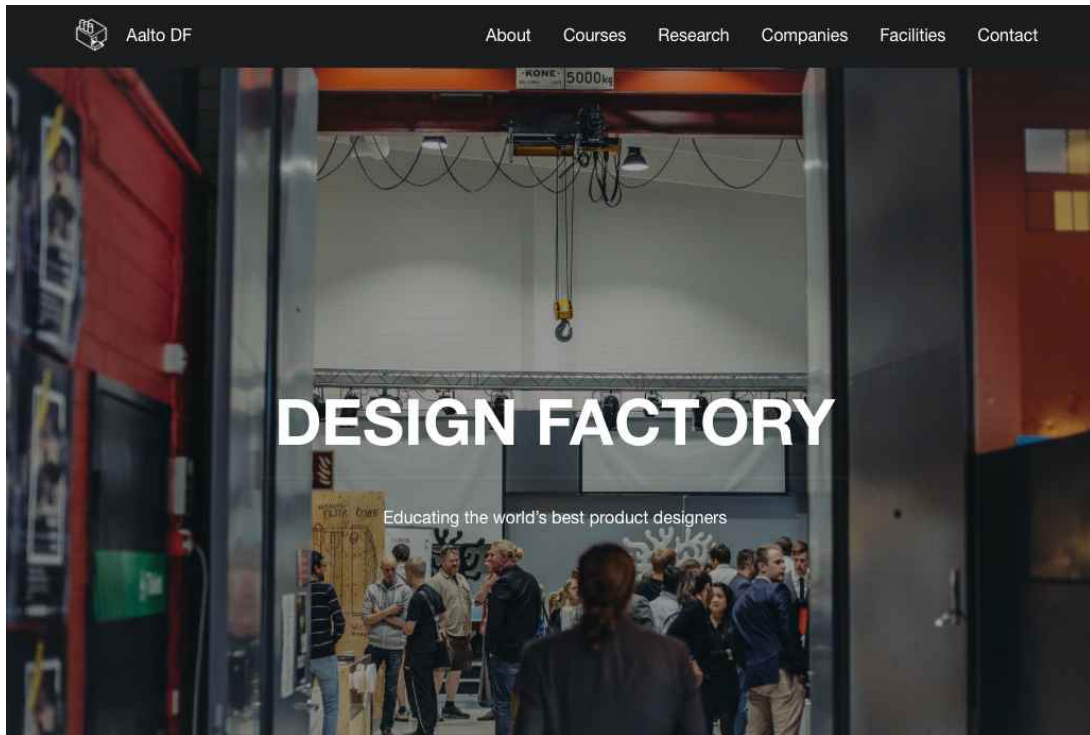 Aalto DF
About Courses Research Companies Facilities Contact
KONE 5000kg
DESIGN FACTORY
Educating the world's best product designers